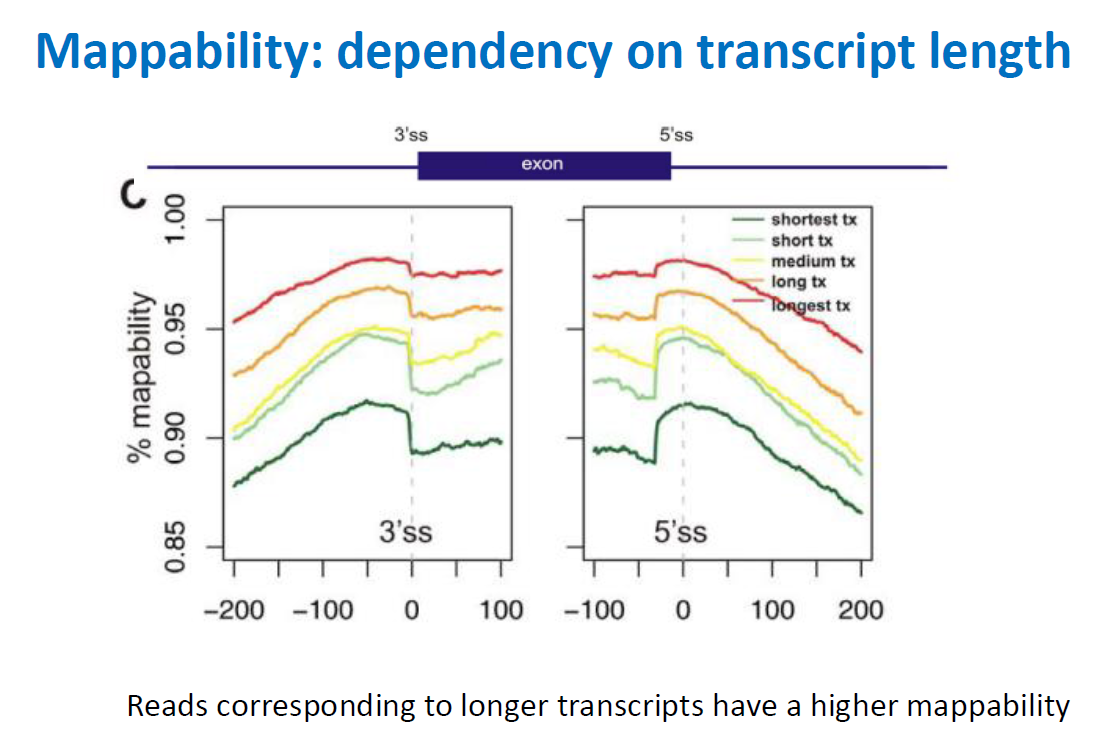 Mappability: dependency on transcript length
3'ss
5'ss
exon
C
% mapability
1.00
0.95
0.90
0.85
3'ss
-200
-100
0
100
shortest tx
short tx
medium tx
long tx
longest tx
5'ss
-100
0
100
200
Reads corresponding to longer transcripts have a higher mappability